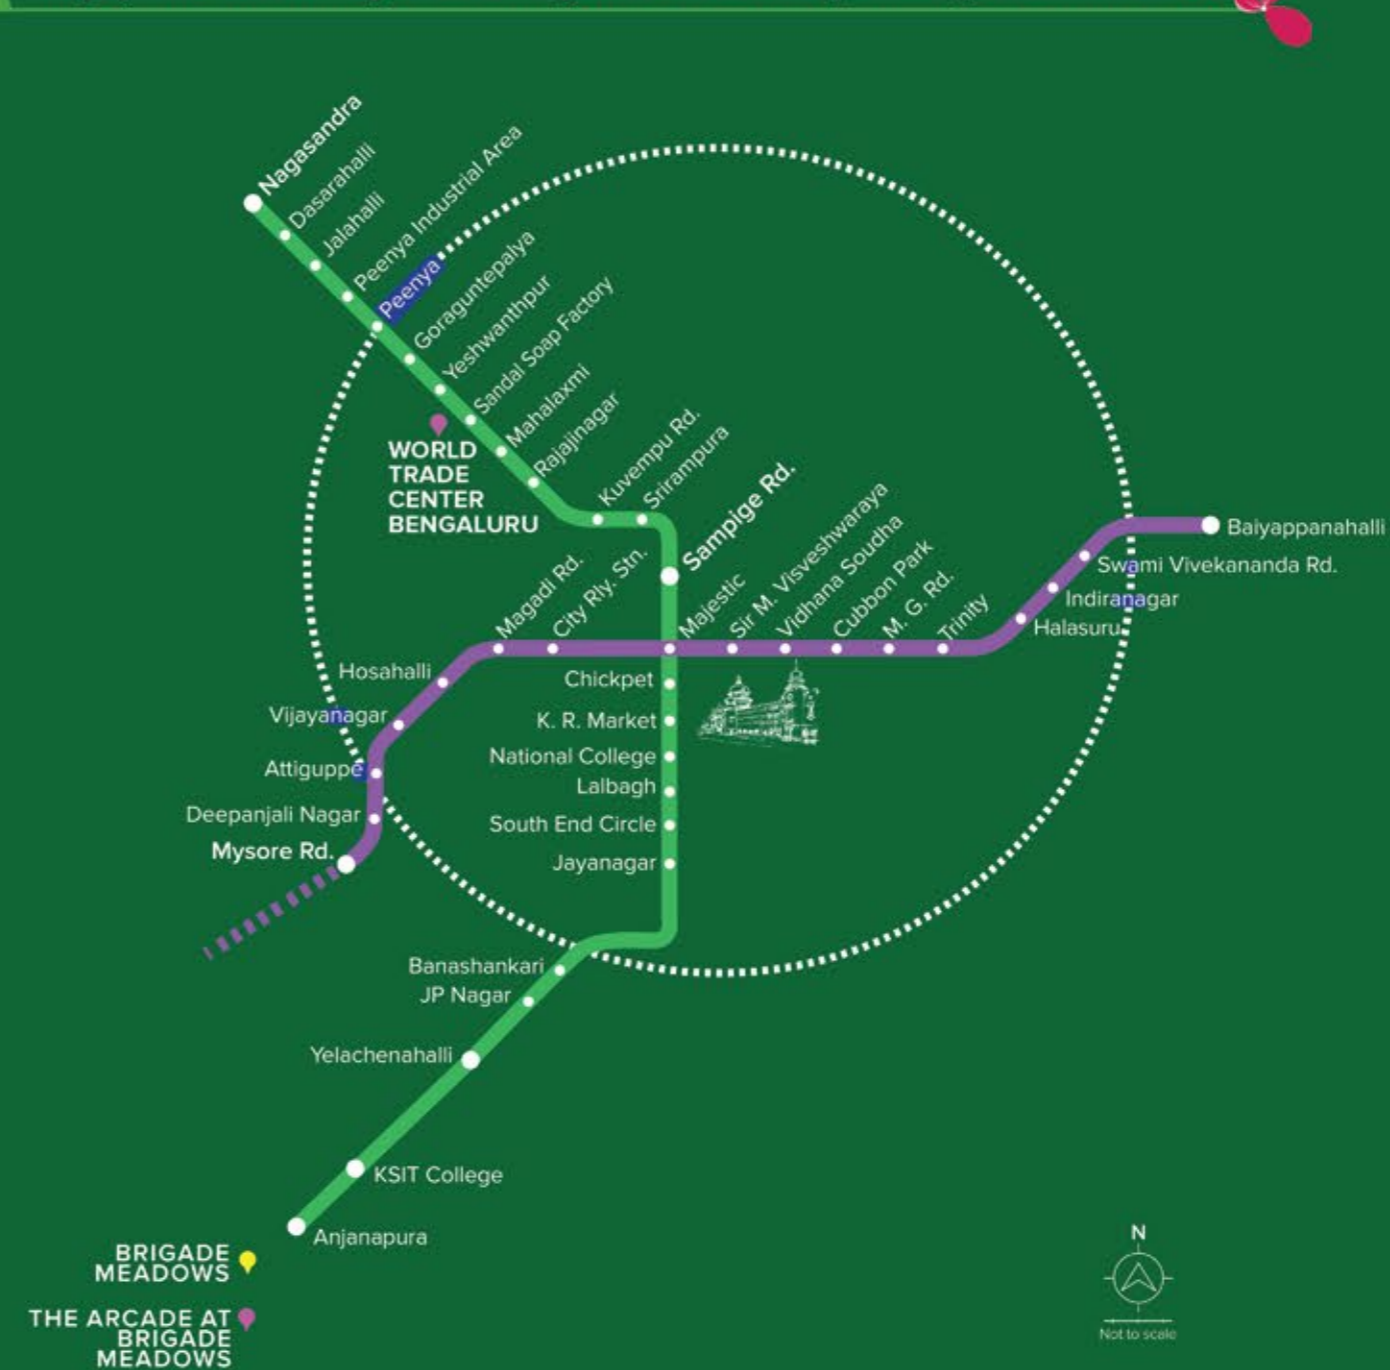 Nagasandra
Dasarahalli
Jalahalli
Peenya Industrial Area
Peenya
Goraguntepalya
Yeshwanthpur
Sandal Soap Factory
Mahalaxmi
Rajajinagar
Kuvempu Rd.
Srirampura
Sampige Rd.
WORLD
TRADE
CENTER
BENGALURU
Magadi Rd.
City Rly. Stn.
Majestic
Sir M. Visveshwaraya
Vidhana Soudha
Cubbon Park
M. G. Rd.
Trinity
Baiyappanahalli
Swami Vivekananda Rd.
Indiranagar
Halasuru
Hosahalli
Vijayanagar
Attiguppe
Deepanjali Nagar
Mysore Rd.
Chickpet
K. R. Market
National College
Lalbagh
South End Circle
Jayanagar
Banashankari
JP Nagar
Yelachenahalli
KSIT College
Anjanapura
BRIGADE
MEADOWS
THE ARCADE AT
BRIGADE
MEADOWS
N
Not to scale